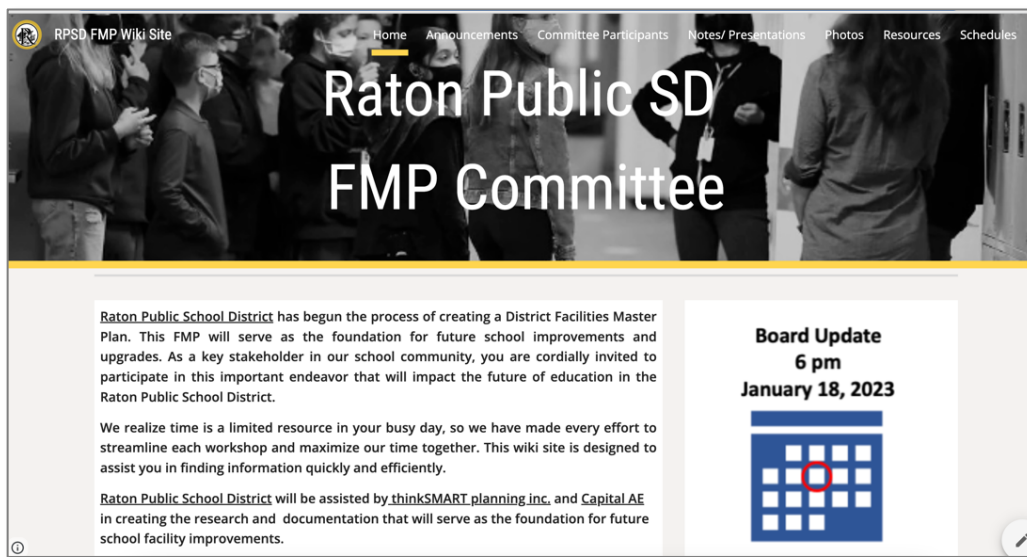 RPSD FMP Wiki Site
Home Announcements Committee Participants Notes/ Presentations Photos Resources Schedules
Raton Public SD
FMP Committee
Raton Public School District has begun the process of creating a District Facilities Master
Plan. This FMP will serve as the foundation for future school improvements and
upgrades. As a key stakeholder in our school community, you are cordially invited to
participate in this important endeavor that will impact the future of education in the
Raton Public School District.
We realize time is a limited resource in your busy day, so we have made every effort to
streamline each workshop and maximize our time together. This wiki site is designed to
assist you in finding information quickly and efficiently.
Raton Public School District will be assisted by thinkSMART planning inc. and Capital AE
in creating the research and documentation that will serve as the foundation for future
school facility improvements.
Board Update
6 pm
January 18, 2023